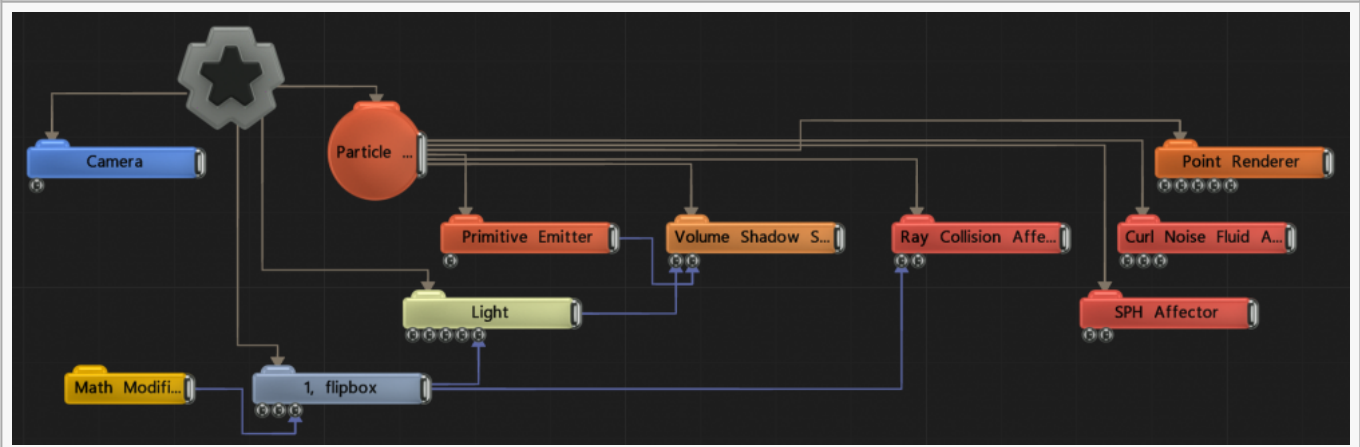 Particle ...
Camera
Point Renderer
Primitive Emitter
Volume Shadow S...
Ray Collision Affe...
Curl Noise Fluid A...
Light
SPH Affector
Math Modifi...
1, flipbox